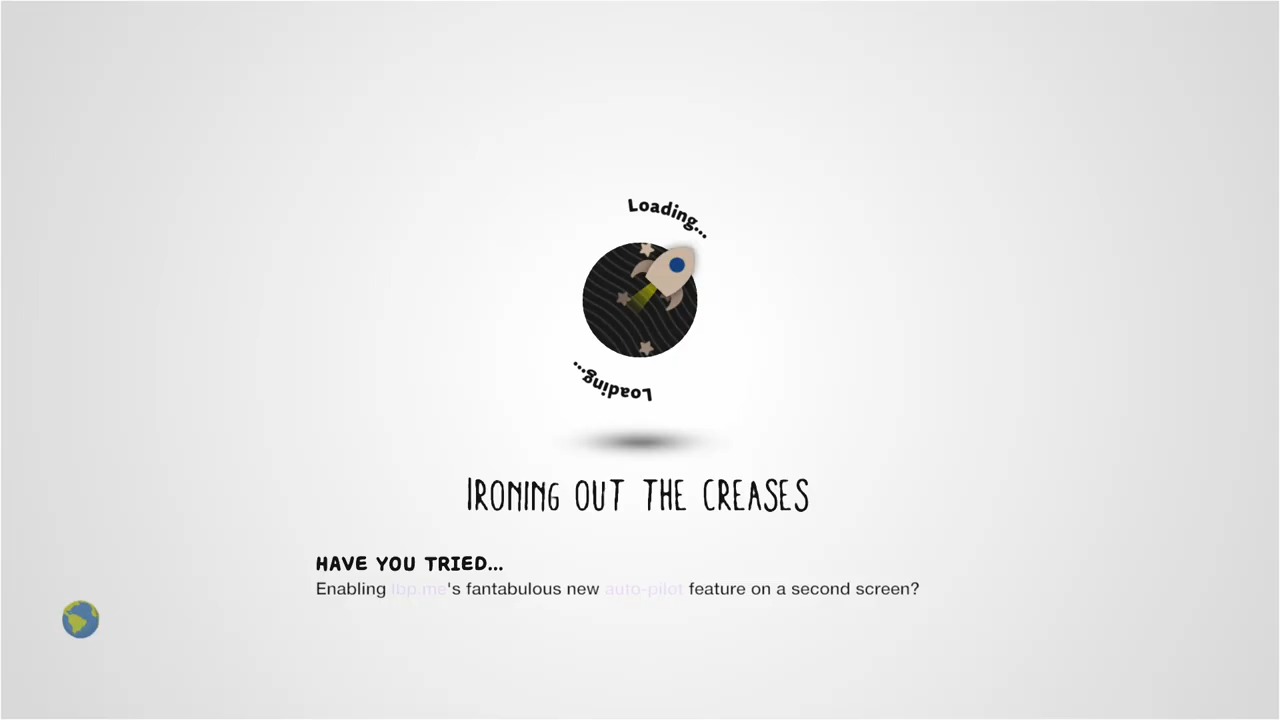 Loading...
Loading...
IRONING OUT THE CREASES
HAVE YOU TRIED...
Enabling lbp.me's fantabulous new auto-pilot feature on a second screen?